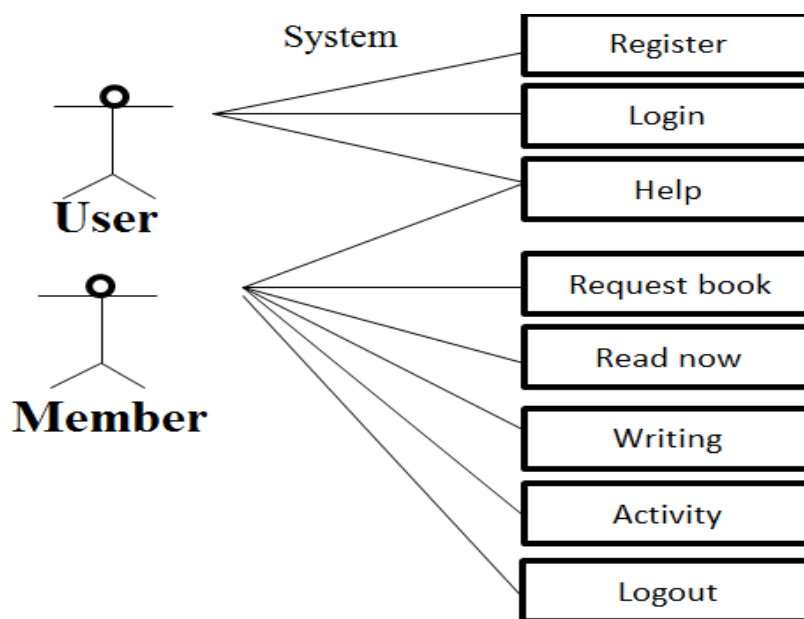 System
Register
Login
Help
User
Request book
Read now
Member
Writing
Activity
Logout